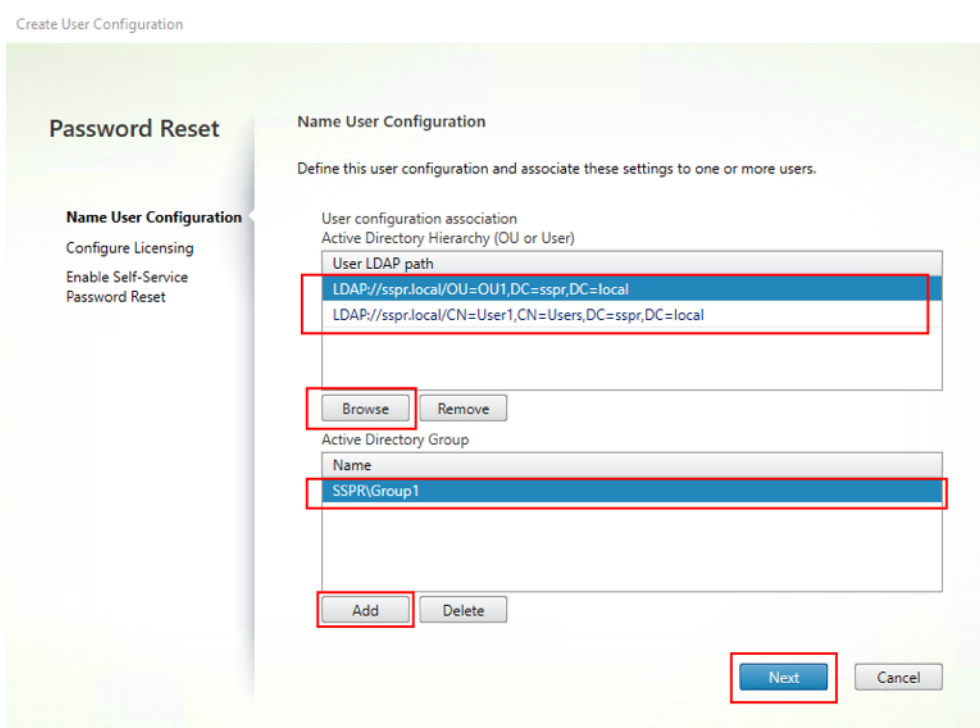 Create User Configuration
Password Reset
Name User Configuration
Configure Licensing
Enable Self-Service
Password Reset
Name User Configuration
Define this user configuration and associate these settings to one or more users.
User configuration association
Active Directory Hierarchy (OU or User)
User LDAP path
LDAP://sspr.local/OU=OU1,DC=sspr,DC=local
LDAP://sspr.local/CN=User1,CN=Users,DC=sspr,DC=local
Browse Remove
Active Directory Group
Name
SSPR\Group1
Add Delete
Next Cancel